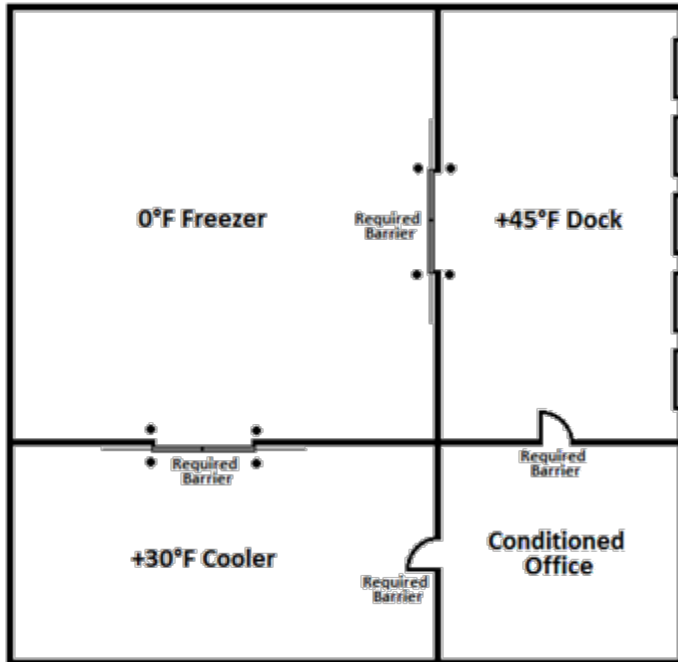 0°F Freezer
Required
Barrier
+45°F Dock
Required
Barrier
Required
Barrier
+30°F Cooler
Required
Barrier
Conditioned
Office